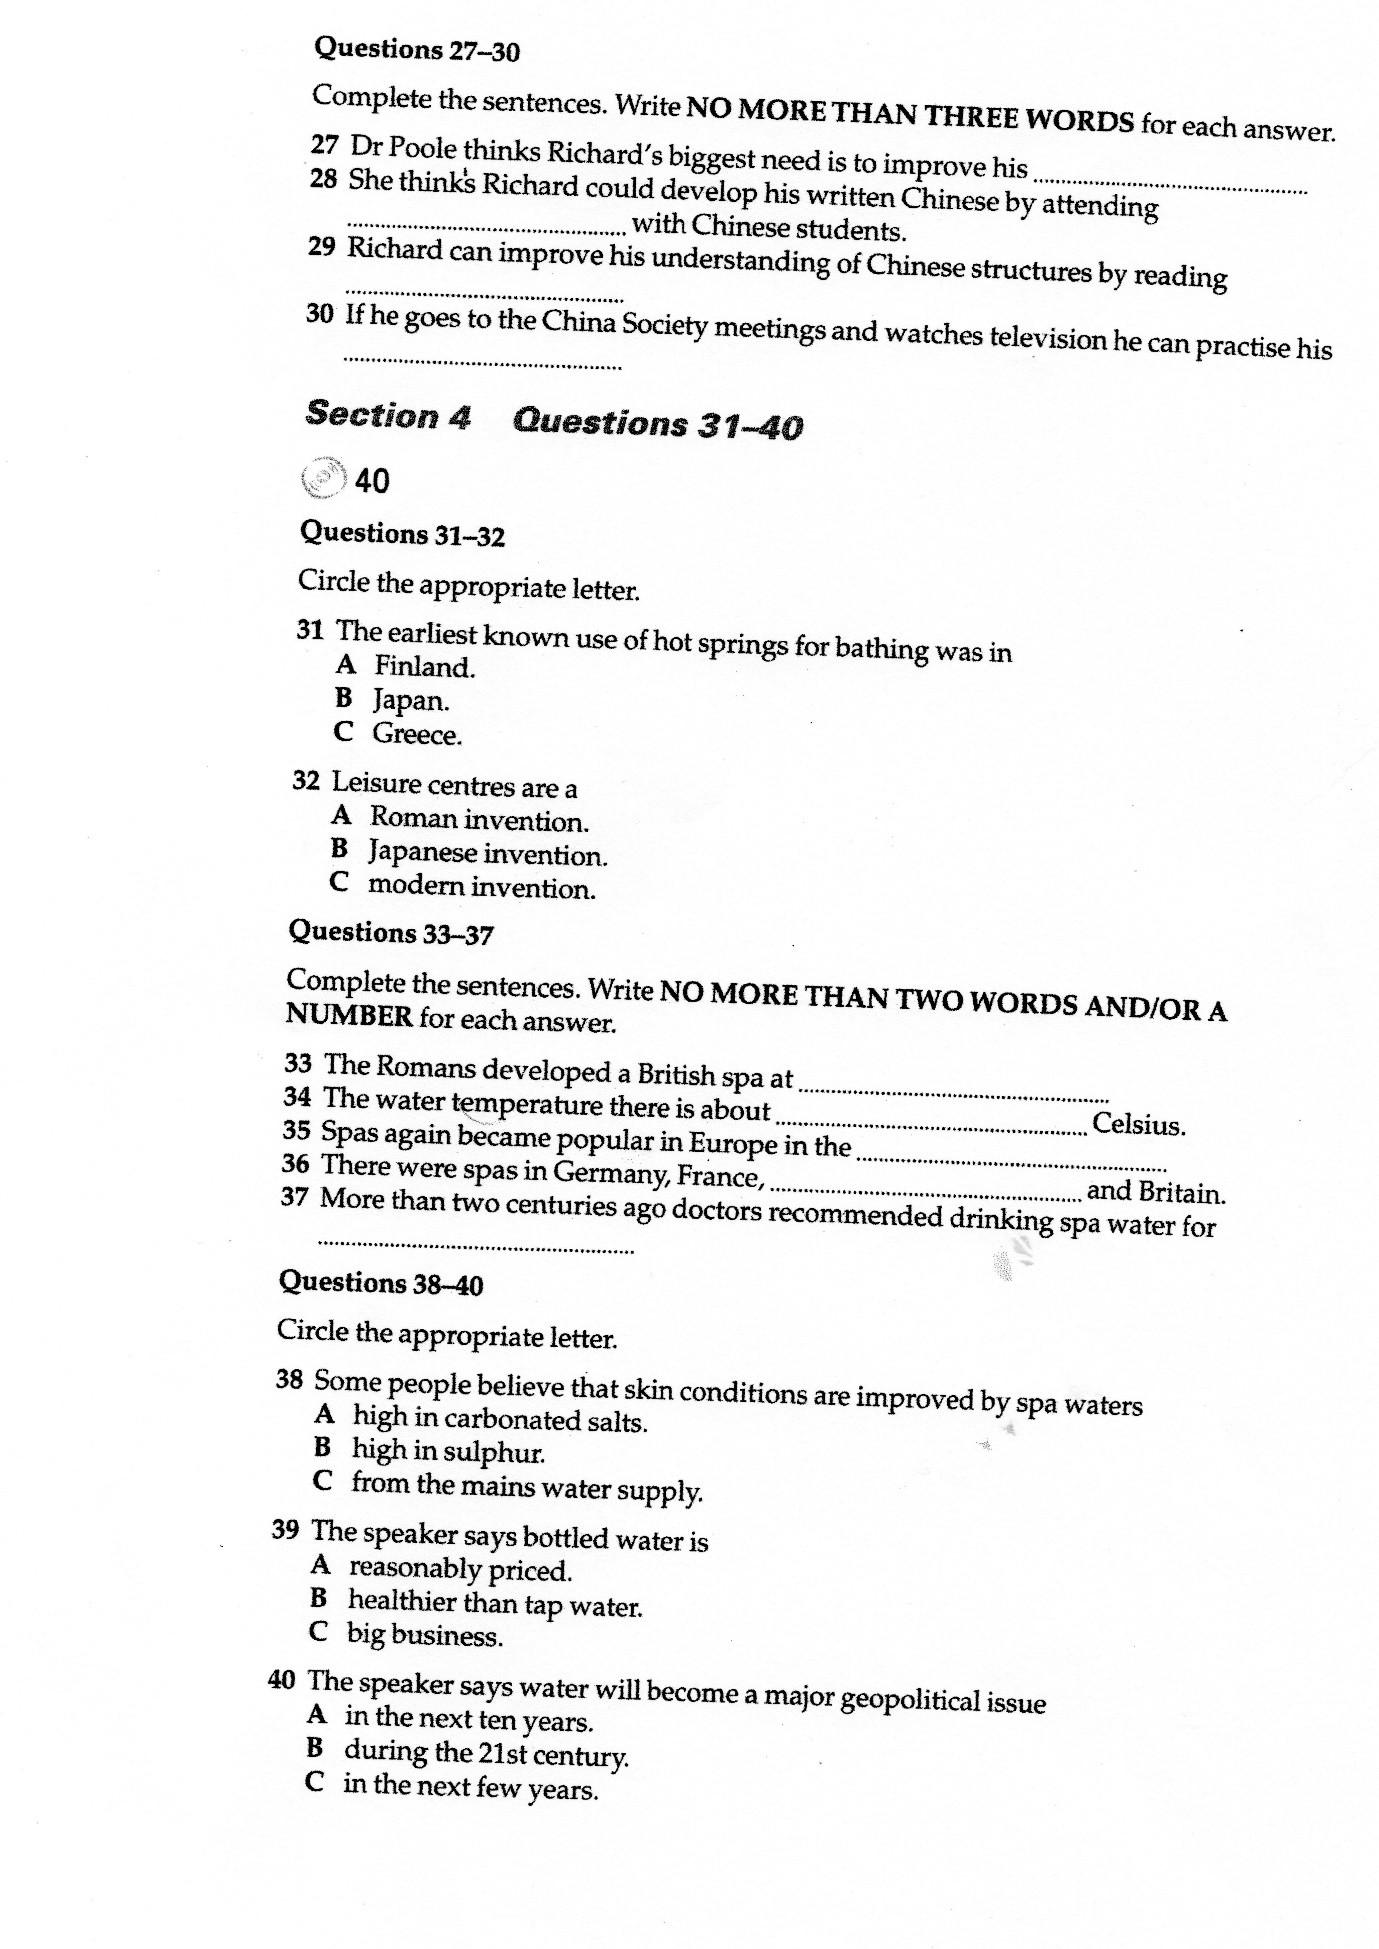 Questions 27–30
Complete the sentences. Write NO MORE THAN THREE WORDS for each answer.
27 Dr Poole thinks Richard's biggest need is to improve his ........................................
28 She thinks Richard could develop his written Chinese by attending
........................................ with Chinese students.
29 Richard can improve his understanding of Chinese structures by reading
........................................
30 If he goes to the China Society meetings and watches television he can practise his
........................................
Section 4 Questions 31–40
40
Questions 31–32
Circle the appropriate letter.
31 The earliest known use of hot springs for bathing was in
A Finland.
B Japan.
C Greece.
32 Leisure centres are a
A Roman invention.
B Japanese invention.
C modern invention.
Questions 33–37
Complete the sentences. Write NO MORE THAN TWO WORDS AND/OR A
NUMBER for each answer.
33 The Romans developed a British spa at ........................................
34 The water temperature there is about ........................................ Celsius.
35 Spas again became popular in Europe in the ........................................
36 There were spas in Germany, France, ........................................ and Britain.
37 More than two centuries ago doctors recommended drinking spa water for
........................................
Questions 38–40
Circle the appropriate letter.
38 Some people believe that skin conditions are improved by spa waters
A high in carbonated salts.
B high in sulphur.
C from the mains water supply.
39 The speaker says bottled water is
A reasonably priced.
B healthier than tap water.
C big business.
40 The speaker says water will become a major geopolitical issue
A in the next ten years.
B during the 21st century.
C in the next few years.